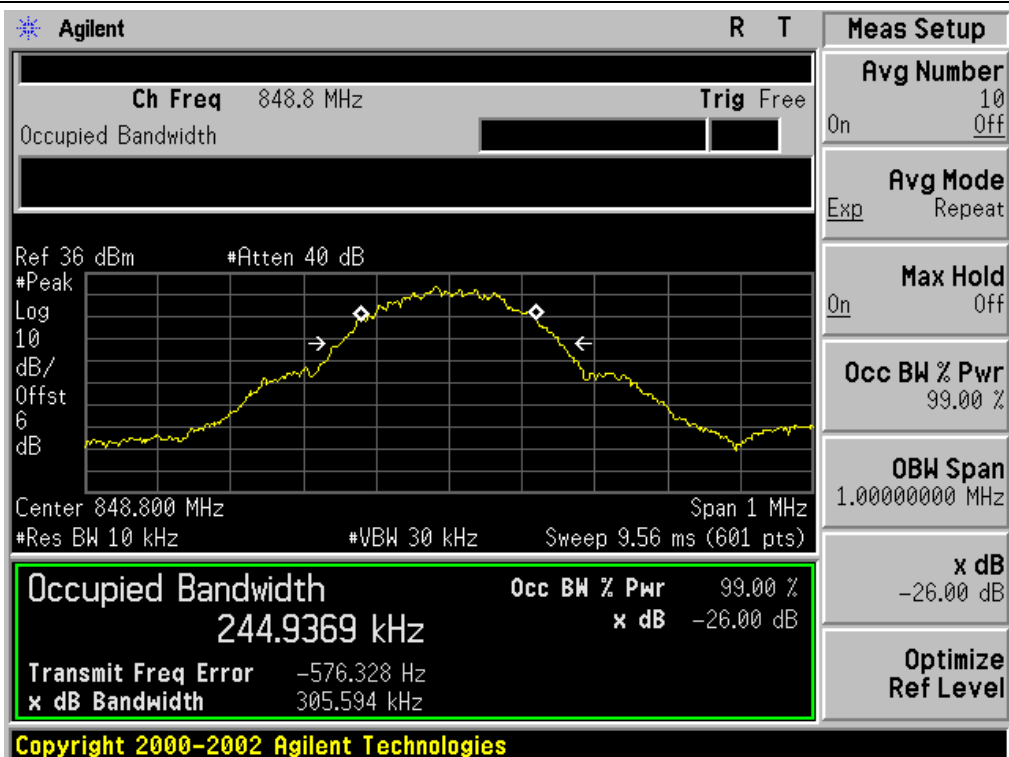 Agilent R T
Ch Freq 848.8 MHz Trig Free
Occupied Bandwidth
Ref 36 dBm #Atten 40 dB
#Peak
Log
10
dB/
Offst
6
dB
Center 848.800 MHz Span 1 MHz
#Res BW 10 kHz #VBW 30 kHz Sweep 9.56 ms (601 pts)
Occupied Bandwidth Occ BW % Pwr 99.00 %
244.9369 kHz x dB -26.00 dB
Transmit Freq Error -576.328 Hz
x dB Bandwidth 305.594 kHz
Copyright 2000-2002 Agilent Technologies
Meas Setup
Avg Number
10
On Off
Avg Mode
Exp Repeat
Max Hold
On Off
Occ BW % Pwr
99.00 %
OBW Span
1.00000000 MHz
x dB
-26.00 dB
Optimize
Ref Level